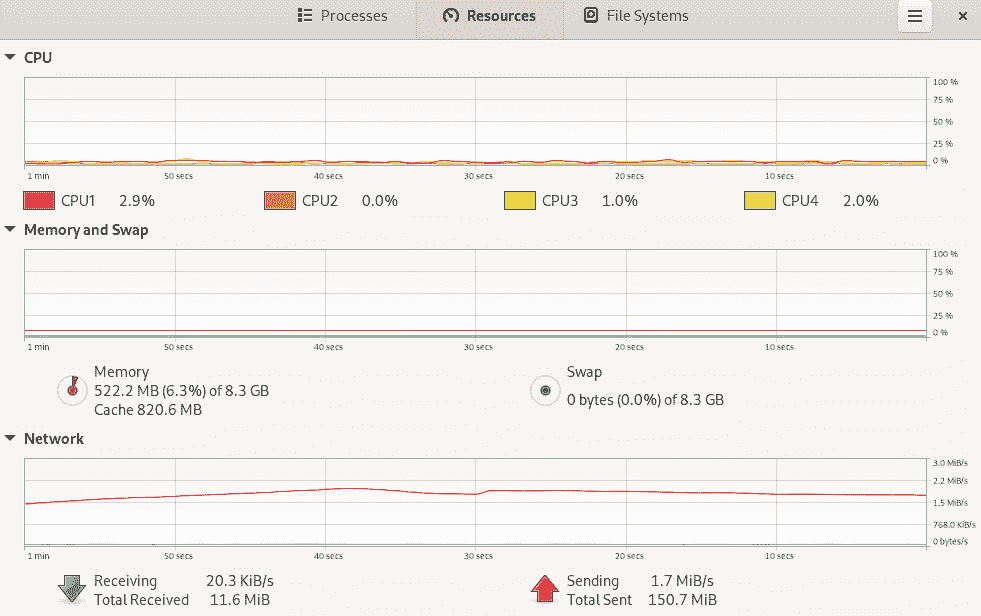 Processes Resources File Systems
CPU
100 %
75 %
50 %
25 %
0 %
1 min 50 secs 40 secs 30 secs 20 secs 10 secs
CPU1 2.9% CPU2 0.0% CPU3 1.0% CPU4 2.0%
Memory and Swap
100 %
75 %
50 %
25 %
0 %
1 min 50 secs 40 secs 30 secs 20 secs 10 secs
Memory
522.2 MB (6.3%) of 8.3 GB
Cache 820.6 MB
Swap
0 bytes (0.0%) of 8.3 GB
Network
3.0 MiB/s
2.2 MiB/s
1.5 MiB/s
768.0 KiB/s
0 bytes/s
1 min 50 secs 40 secs 30 secs 20 secs 10 secs
Receiving 20.3 KiB/s
Total Received 11.6 MiB
Sending 1.7 MiB/s
Total Sent 150.7 MiB